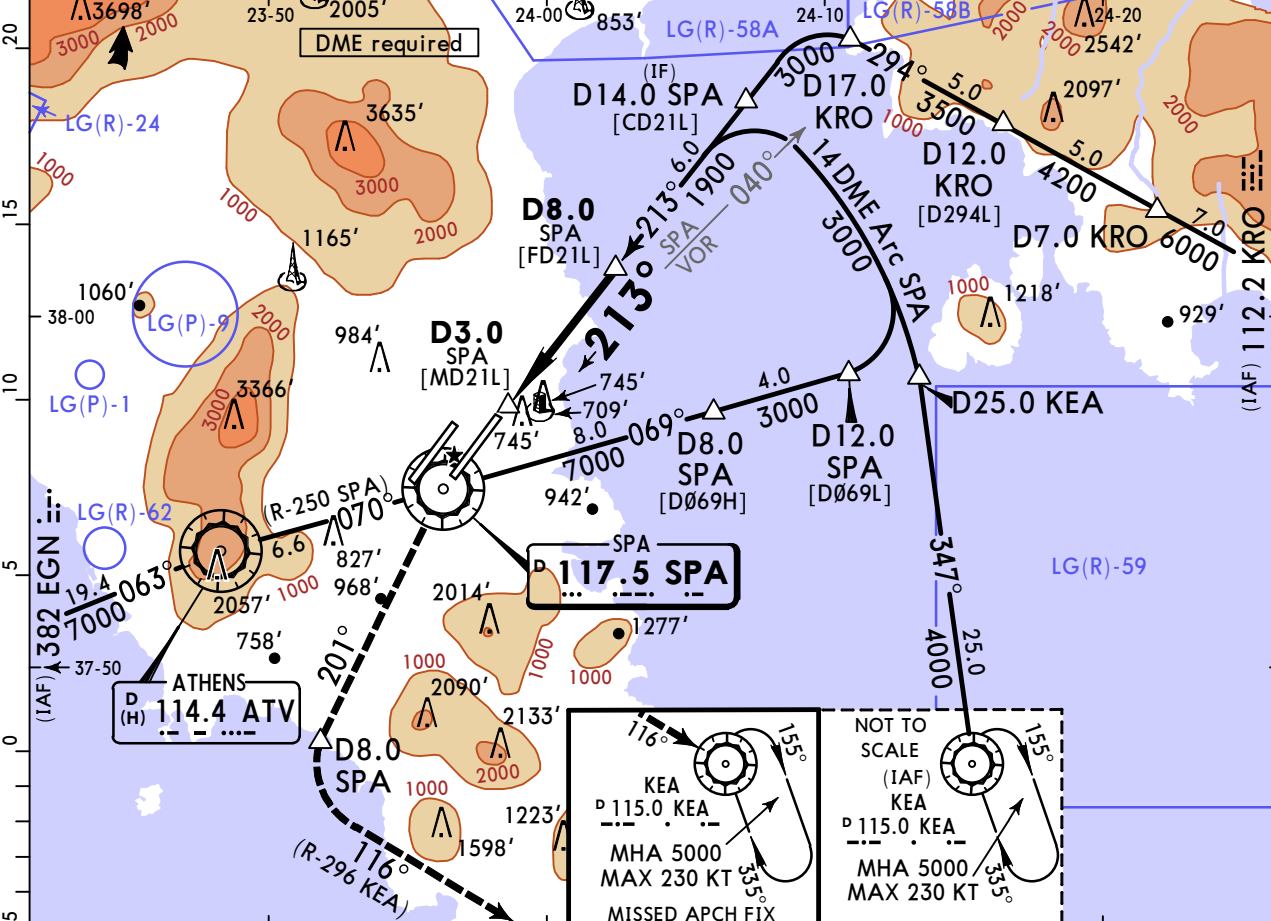 3698’
3000
2000
23-50
2005’
DME required
24-00
853’
LG(R)-58A
24-10
LG(R)-58B
2000
2000
24-20
2542’
20
LG(R)-24
3635’
3000
2000
1000
1000
(IF)
D14.0 SPA
[CD21L]
3000
D17.0
KRO
294°
5.0
3500
1000
2097’
2000
D12.0
KRO
[D294L]
5.0
4200
D7.0 KRO
7.0
6000
(IAF) 112.2 KRO
15
1165’
6.0
1900
213°
SPA
VOR
040°
14 DME Arc SPA
3000
D8.0
SPA
[FD21L]
213°
1060’
LG(P)-9
38-00
2000
984’
D3.0
SPA
[MD21L]
1000
1218’
929’
10
LG(P)-1
3366’
3000
745’
709’
745’
8.0
7000
069°
4.0
3000
D8.0
SPA
[DØ69H]
D12.0
SPA
[DØ69L]
D25.0 KEA
(R-250 SPA)
070°
6.6
942’
LG(R)-62
827’
968’
SPA
D 117.5 SPA
347°
LG(R)-59
5
19.4
7000
063°
2057’
1000
(IAF) 382 EGN
37-50
758’
201°
2014’
1000
1277’
1000
4000
25.0
ATHENS
D
(H) 114.4 ATV
1000
2090’
2133’
2000
0
D8.0
SPA
1000
1598’
1223’
116°
(R-296 KEA)
116°
155°
KEA
D 115.0 KEA
MHA 5000
MAX 230 KT
335°
MISSED APCH FIX
NOT TO
SCALE
(IAF)
KEA
D 115.0 KEA
155°
MHA 5000
MAX 230 KT
335°
5